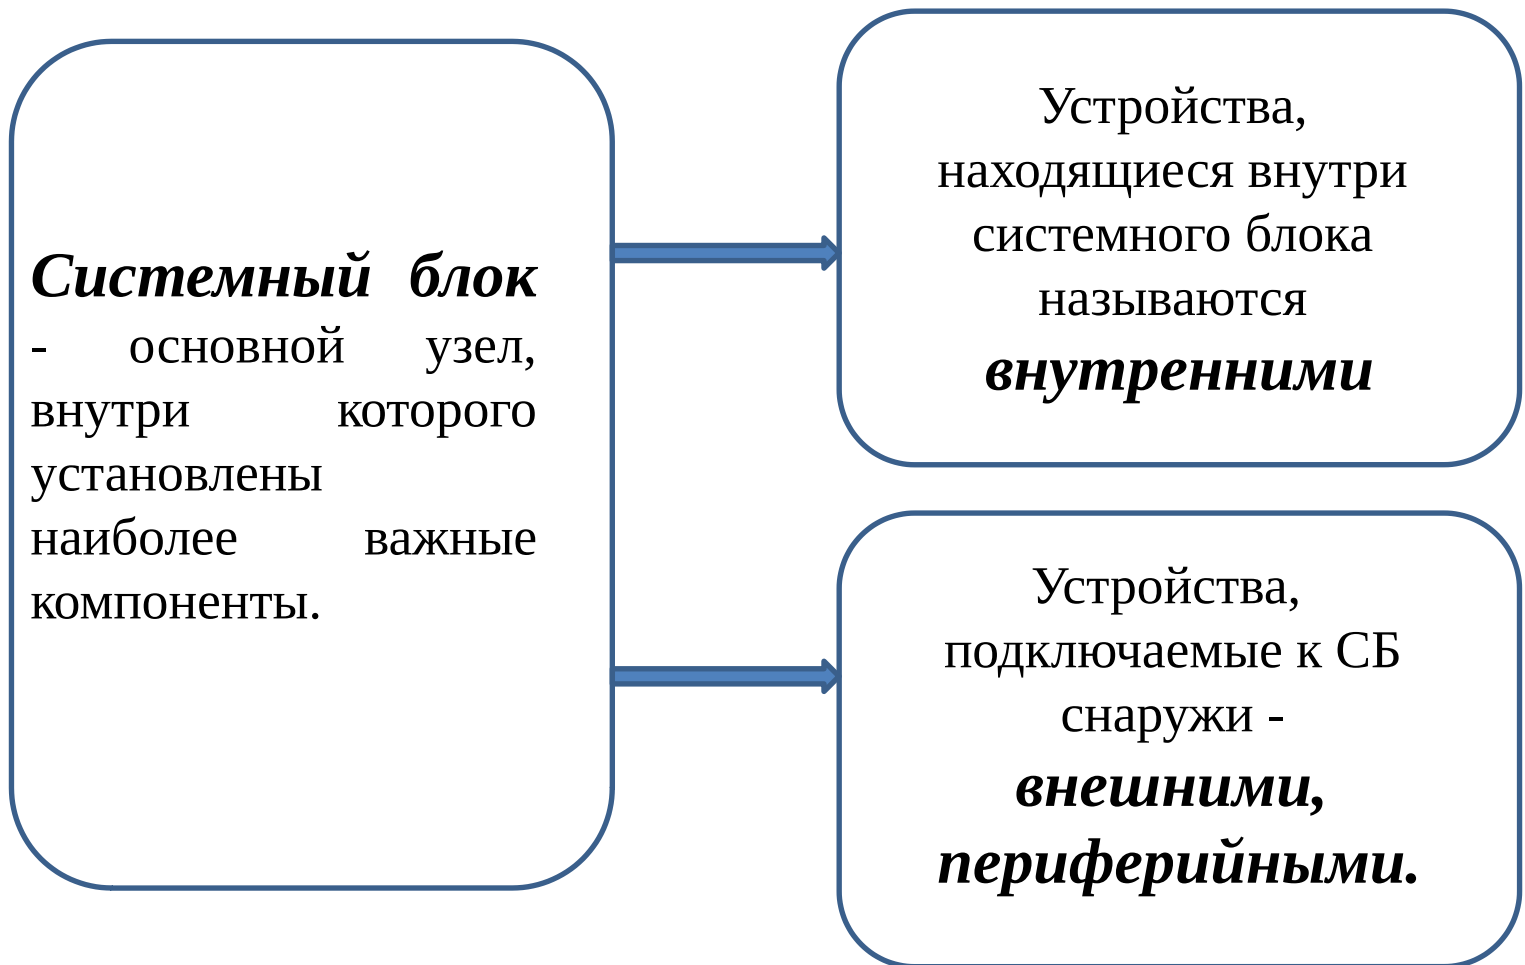 Системный блок
- основной узел,
внутри которого
установлены
наиболее важные
компоненты.
Устройства,
находящиеся внутри
системного блока
называются
внутренними
Устройства,
подключаемые к СБ
снаружи -
внешними,
периферийными.